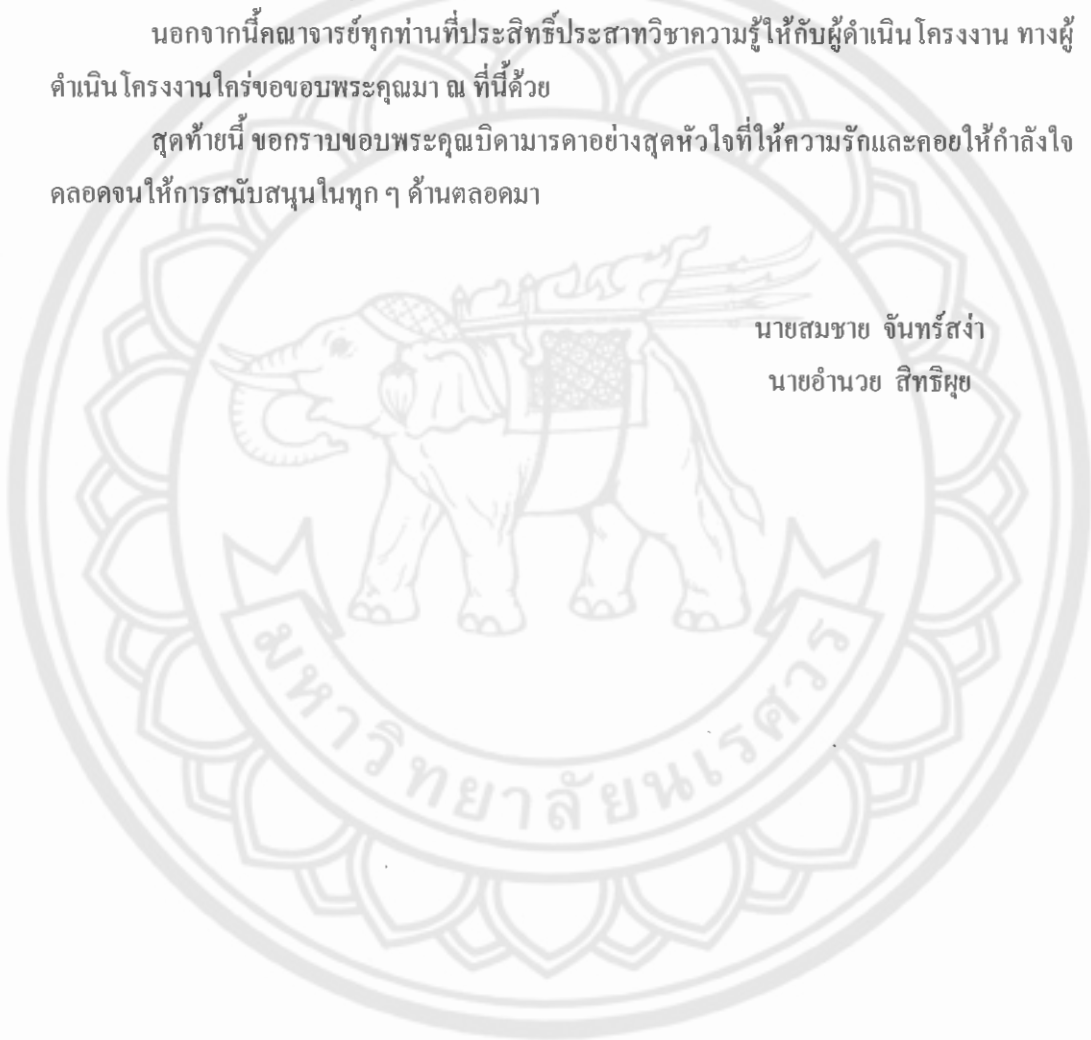 นอกจากนี้คณาจารย์ทุกท่านที่ประสิทธิ์ประสาทวิชาความรู้ให้กับผู้ดำเนินโครงงาน ทางผู้
ดำเนินโครงงานใคร่ขอขอบพระคุณมา ณ ที่นี้ด้วย
สุดท้ายนี้ ขอกราบขอบพระคุณบิดามารดาอย่างสุดหัวใจที่ให้ความรักและคอยให้กำลังใจ
ตลอดจนให้การสนับสนุนในทุก ๆ ด้านตลอดมา
นายสมชาย จันทร์สง่า
นายอำนวย สิทธิผุย
มหาวิทยาลัยนเรศวร